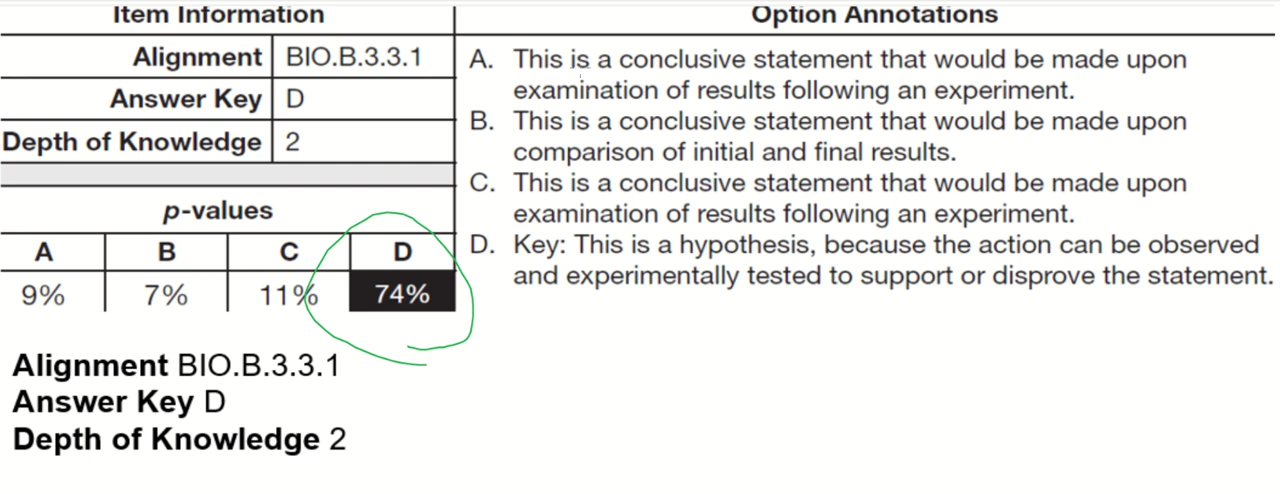 Item Information
Option Annotations
Alignment BIO.B.3.3.1
Answer Key D
Depth of Knowledge 2
p-values
A B C D
9% 7% 11% 74%
A. This is a conclusive statement that would be made upon
examination of results following an experiment.
B. This is a conclusive statement that would be made upon
comparison of initial and final results.
C. This is a conclusive statement that would be made upon
examination of results following an experiment.
D. Key: This is a hypothesis, because the action can be observed
and experimentally tested to support or disprove the statement.
Alignment BIO.B.3.3.1
Answer Key D
Depth of Knowledge 2